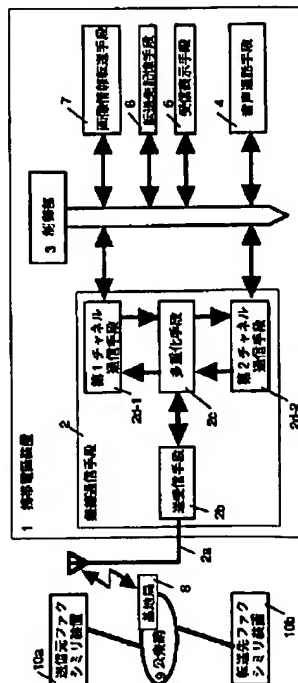 1 携帯電話装置
3 制御部
7
画像情報転送手段
6
転送先記憶手段
5
受信表示手段
4
音声通話手段
2
無線通信手段
第1チャネル
通信手段
2d-1
多重化手段
2c
第2チャネル
通信手段
2d-2
送受信手段
2b
2a
10a
送信元ファク
シミリ装置
基地局
8
9公衆網
転送先ファク
シミリ装置
10b